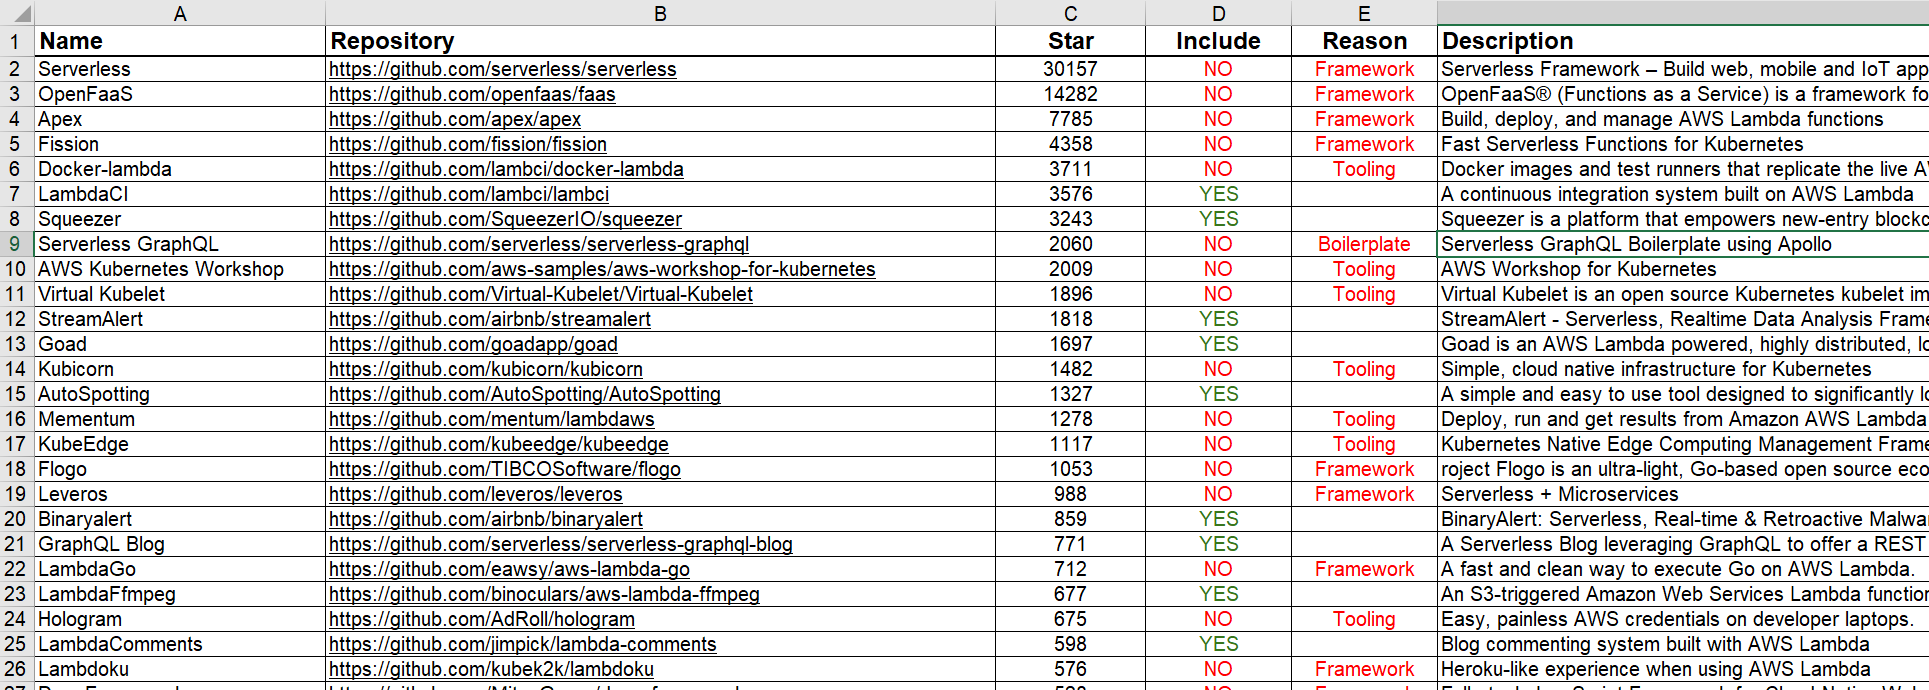 A B C D E
1 Name Repository Star Include Reason Description
2 Serverless https://github.com/serverless/serverless 30157 NO Framework Serverless Framework – Build web, mobile and IoT app
3 OpenFaaS https://github.com/openfaas/faas 14282 NO Framework OpenFaaS® (Functions as a Service) is a framework fo
4 Apex https://github.com/apex/apex 7785 NO Framework Build, deploy, and manage AWS Lambda functions
5 Fission https://github.com/fission/fission 4358 NO Framework Fast Serverless Functions for Kubernetes
6 Docker-lambda https://github.com/lambci/docker-lambda 3711 NO Tooling Docker images and test runners that replicate the live A
7 LambdaCI https://github.com/lambci/lambci 3576 YES A continuous integration system built on AWS Lambda
8 Squeezer https://github.com/SqueezerIO/squeezer 3243 YES Squeezer is a platform that empowers new-entry blockc
9 Serverless GraphQL https://github.com/serverless/serverless-graphql 2060 NO Boilerplate Serverless GraphQL Boilerplate using Apollo
10 AWS Kubernetes Workshop https://github.com/aws-samples/aws-workshop-for-kubernetes 2009 NO Tooling AWS Workshop for Kubernetes
11 Virtual Kubelet https://github.com/Virtual-Kubelet/Virtual-Kubelet 1896 NO Tooling Virtual Kubelet is an open source Kubernetes kubelet im
12 StreamAlert https://github.com/airbnb/streamalert 1818 YES StreamAlert - Serverless, Realtime Data Analysis Frame
13 Goad https://github.com/goadapp/goad 1697 YES Goad is an AWS Lambda powered, highly distributed, lo
14 Kubicorn https://github.com/kubicorn/kubicorn 1482 NO Tooling Simple, cloud native infrastructure for Kubernetes
15 AutoSpotting https://github.com/AutoSpotting/AutoSpotting 1327 YES A simple and easy to use tool designed to significantly lo
16 Mementum https://github.com/mentum/lambdaws 1278 NO Tooling Deploy, run and get results from Amazon AWS Lambda
17 KubeEdge https://github.com/kubeedge/kubeedge 1117 NO Tooling Kubernetes Native Edge Computing Management Frame
18 Flogo https://github.com/TIBCOSoftware/flogo 1053 NO Framework roject Flogo is an ultra-light, Go-based open source eco
19 Leveros https://github.com/leveros/leveros 988 NO Framework Serverless + Microservices
20 Binaryalert https://github.com/airbnb/binaryalert 859 YES BinaryAlert: Serverless, Real-time & Retroactive Malwa
21 GraphQL Blog https://github.com/serverless/serverless-graphql-blog 771 YES A Serverless Blog leveraging GraphQL to offer a REST
22 LambdaGo https://github.com/eawsy/aws-lambda-go 712 NO Framework A fast and clean way to execute Go on AWS Lambda.
23 LambdaFfmpeg https://github.com/binoculars/aws-lambda-ffmpeg 677 YES An S3-triggered Amazon Web Services Lambda function
24 Hologram https://github.com/AdRoll/hologram 675 NO Tooling Easy, painless AWS credentials on developer laptops.
25 LambdaComments https://github.com/jimpick/lambda-comments 598 YES Blog commenting system built with AWS Lambda
26 Lambdoku https://github.com/kubek2k/lambdoku 576 NO Framework Heroku-like experience when using AWS Lambda